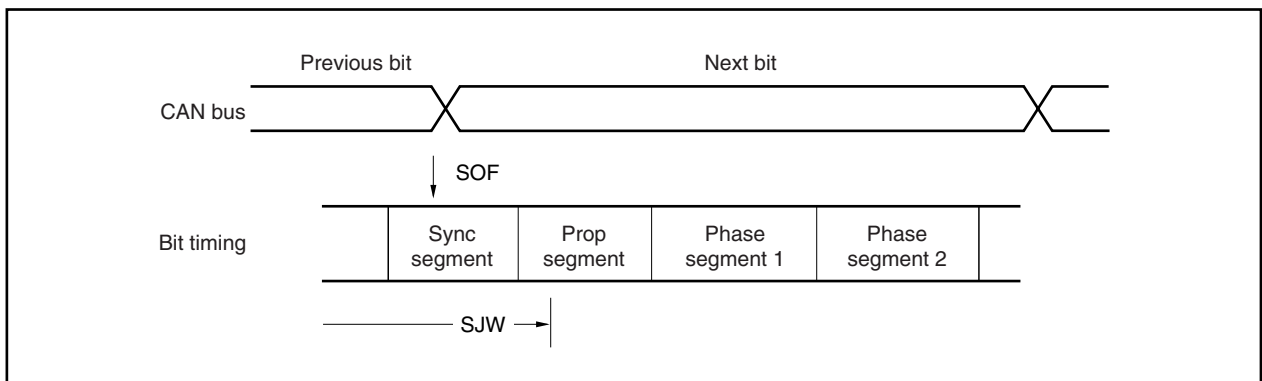 Previous bit
Next bit
CAN bus
SOF
Bit timing
Sync
segment
Prop
segment
Phase
segment 1
Phase
segment 2
SJW